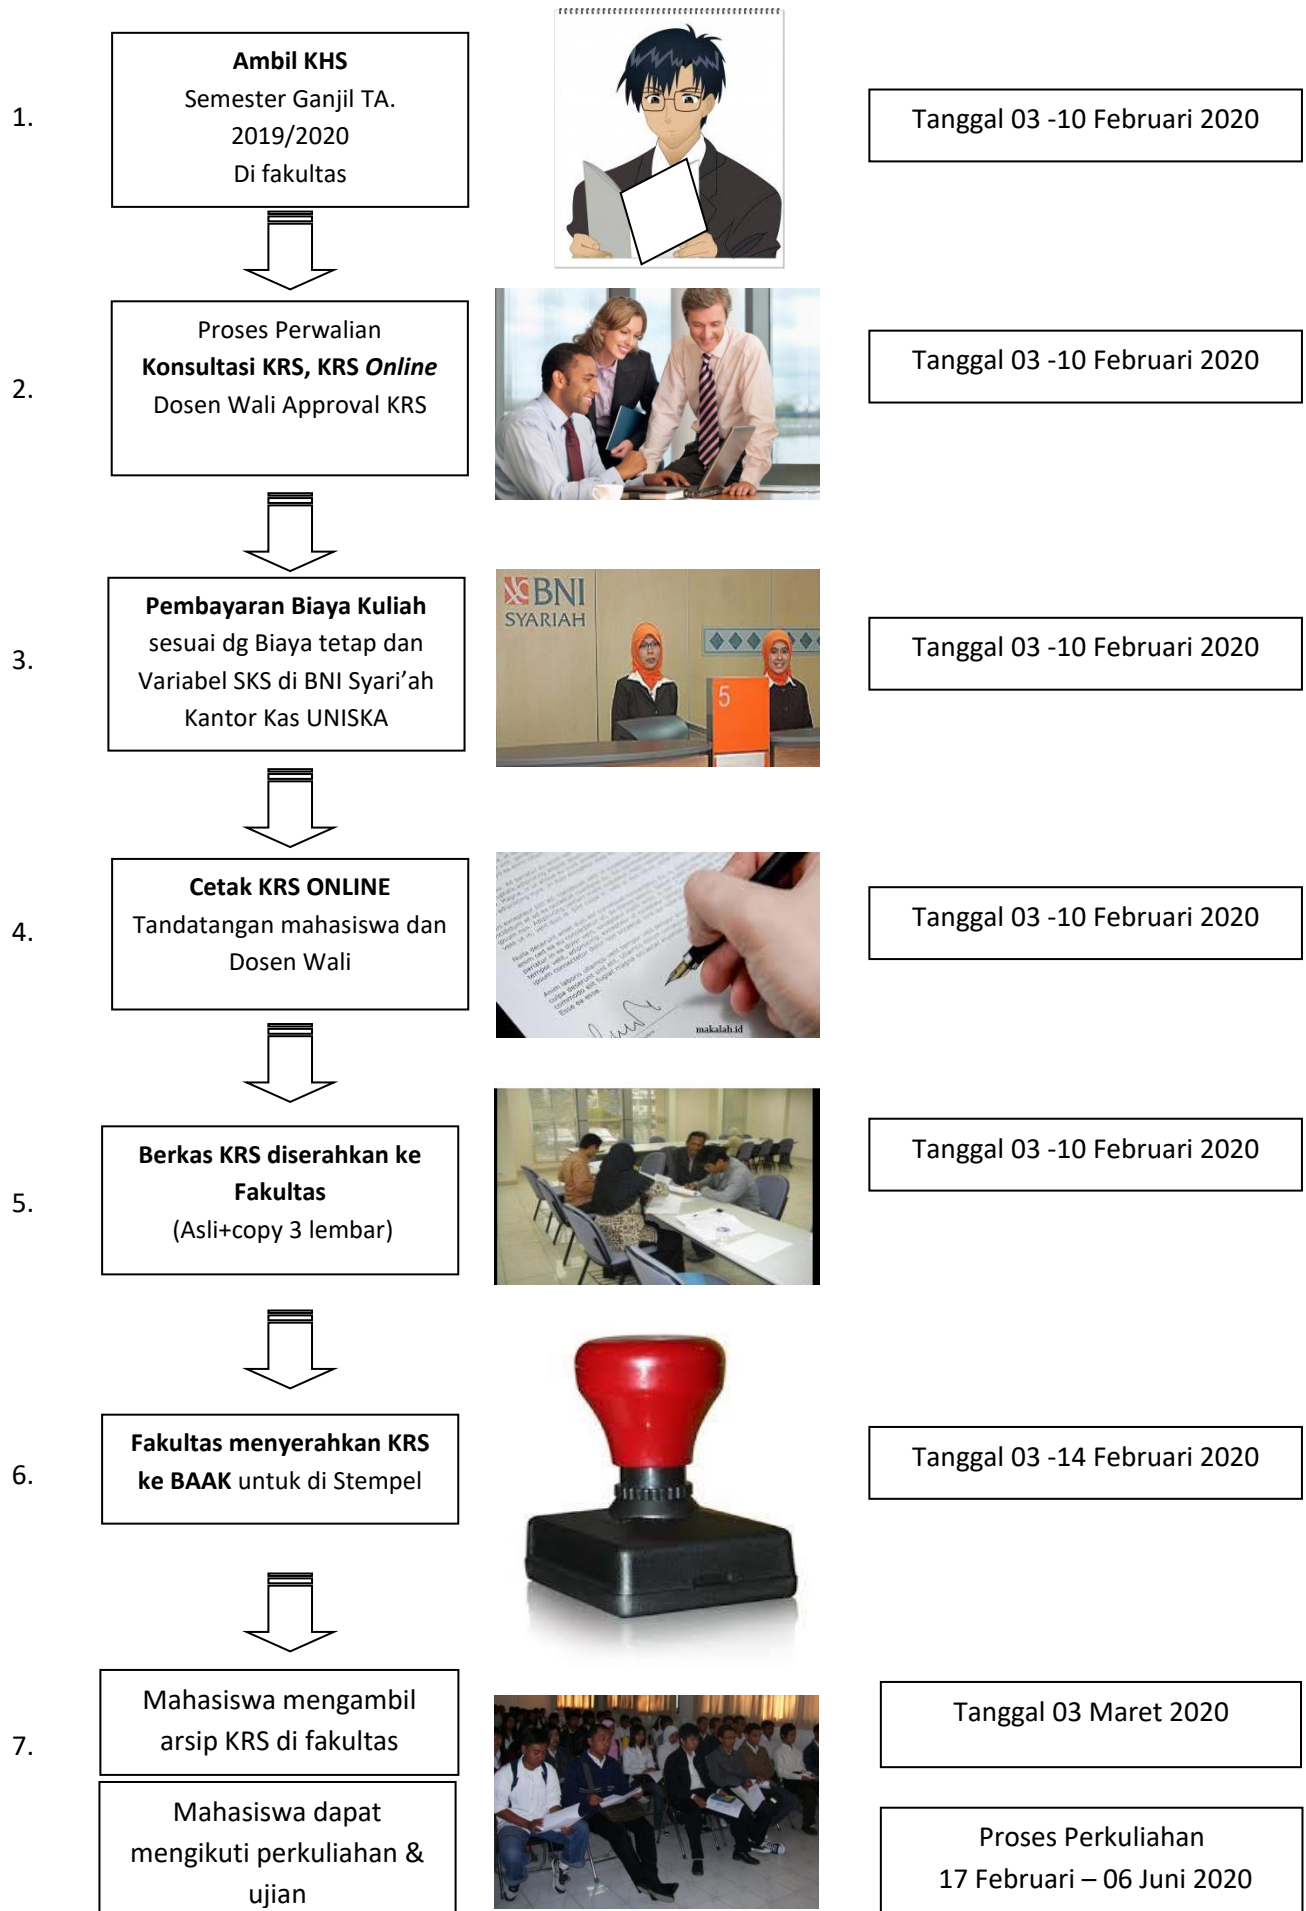 1.
Ambil KHS
Semester Ganjil TA.
2019/2020
Di fakultas
Tanggal 03 -10 Februari 2020
2.
Proses Perwalian
Konsultasi KRS, KRS Online
Dosen Wali Approval KRS
Tanggal 03 -10 Februari 2020
3.
Pembayaran Biaya Kuliah
sesuai dg Biaya tetap dan
Variabel SKS di BNI Syari’ah
Kantor Kas UNISKA
BNI
SYARIAH
5
Tanggal 03 -10 Februari 2020
4.
Cetak KRS ONLINE
Tandatangan mahasiswa dan
Dosen Wali
makalah.id
Tanggal 03 -10 Februari 2020
5.
Berkas KRS diserahkan ke
Fakultas
(Asli+copy 3 lembar)
Tanggal 03 -10 Februari 2020
6.
Fakultas menyerahkan KRS
ke BAAK untuk di Stempel
Tanggal 03 -14 Februari 2020
7.
Mahasiswa mengambil
arsip KRS di fakultas
Tanggal 03 Maret 2020
Mahasiswa dapat
mengikuti perkuliahan &
ujian
Proses Perkuliahan
17 Februari – 06 Juni 2020